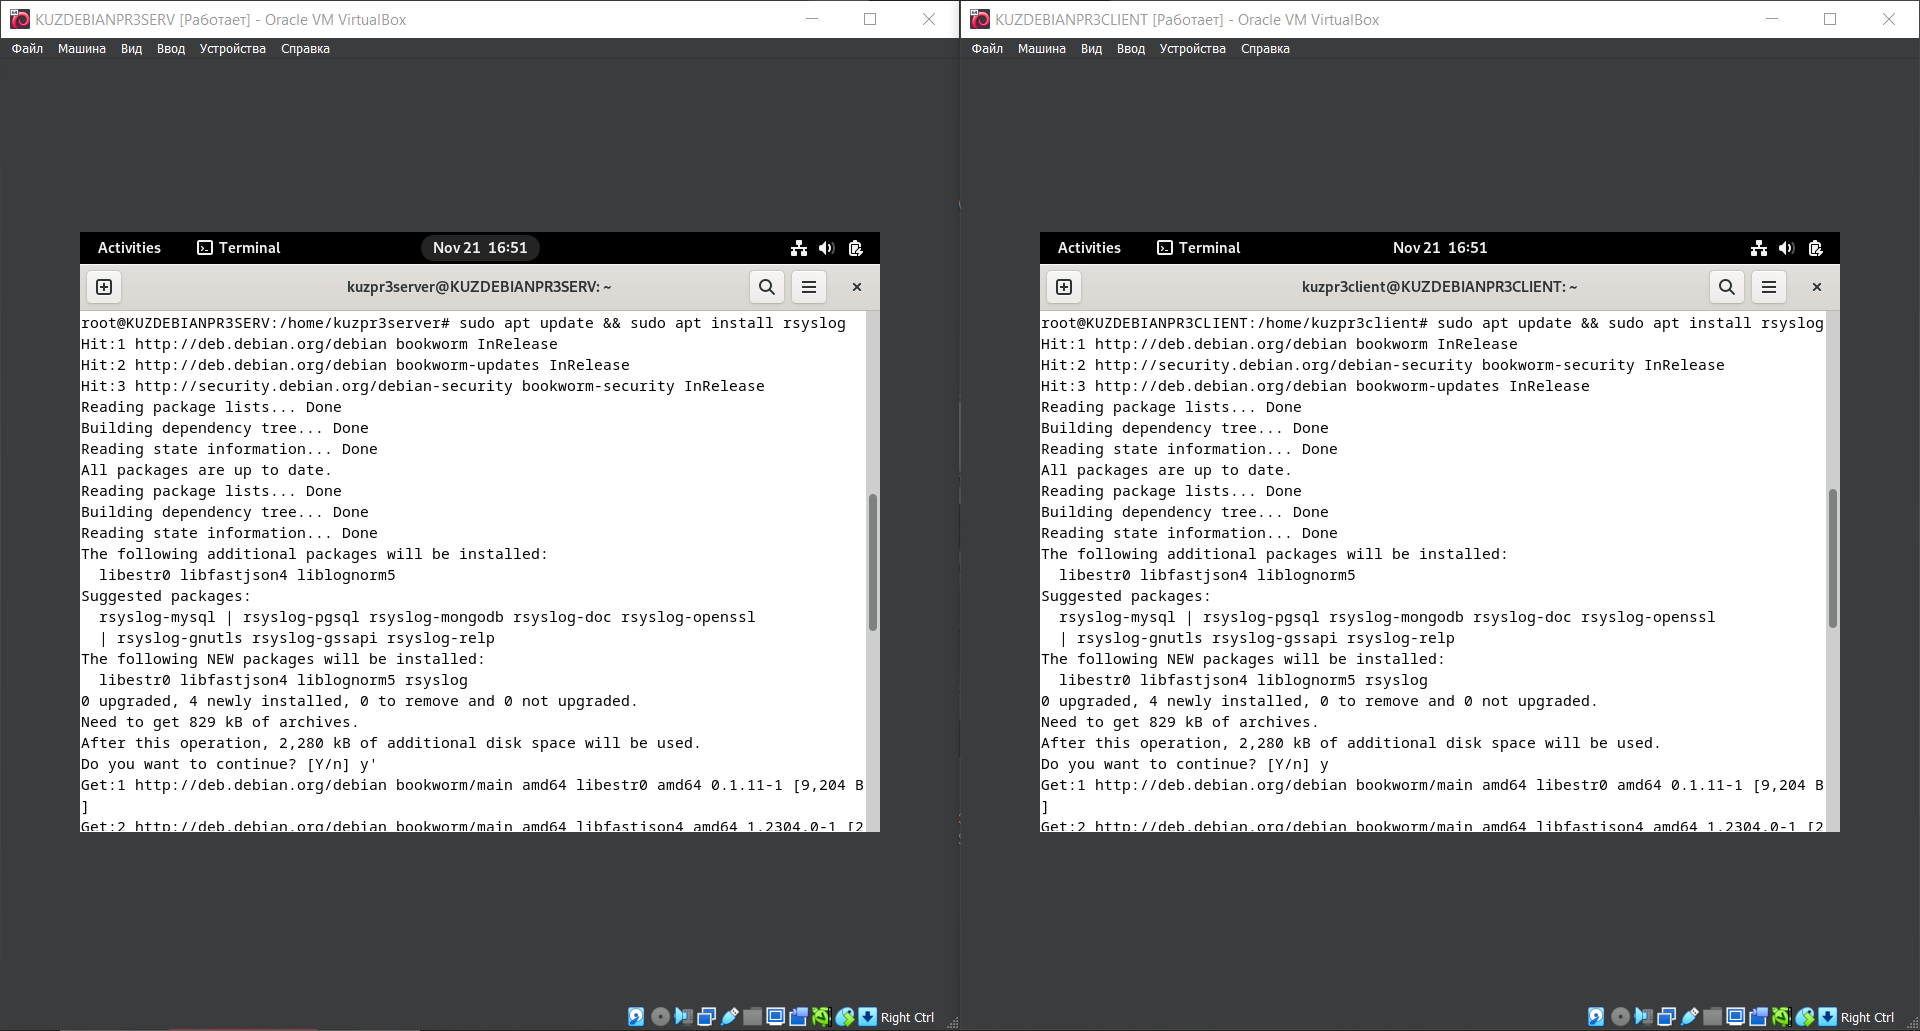 KUZDEBIANPR3SERV [Работает] - Oracle VM VirtualBox
Файл Машина Вид Ввод Устройства Справка
Activities Terminal Nov 21 16:51
kuzpr3server@KUZDEBIANPR3SERV: ~
root@KUZDEBIANPR3SERV:/home/kuzpr3server# sudo apt update && sudo apt install rsyslog
Hit:1 http://deb.debian.org/debian bookworm InRelease
Hit:2 http://deb.debian.org/debian bookworm-updates InRelease
Hit:3 http://security.debian.org/debian-security bookworm-security InRelease
Reading package lists... Done
Building dependency tree... Done
Reading state information... Done
All packages are up to date.
Reading package lists... Done
Building dependency tree... Done
Reading state information... Done
The following additional packages will be installed:
  libestr0 libfastjson4 liblognorm5
Suggested packages:
  rsyslog-mysql | rsyslog-pgsql rsyslog-mongodb rsyslog-doc rsyslog-openssl
  | rsyslog-gnutls rsyslog-gssapi rsyslog-relp
The following NEW packages will be installed:
  libestr0 libfastjson4 liblognorm5 rsyslog
0 upgraded, 4 newly installed, 0 to remove and 0 not upgraded.
Need to get 829 kB of archives.
After this operation, 2,280 kB of additional disk space will be used.
Do you want to continue? [Y/n] y'
Get:1 http://deb.debian.org/debian bookworm/main amd64 libestr0 amd64 0.1.11-1 [9,204 B
]
Get:2 http://deb.debian.org/debian bookworm/main amd64 libfastjson4 amd64 1.2304.0-1 [2
Right Ctrl
KUZDEBIANPR3CLIENT [Работает] - Oracle VM VirtualBox
Файл Машина Вид Ввод Устройства Справка
Activities Terminal Nov 21 16:51
kuzpr3client@KUZDEBIANPR3CLIENT: ~
root@KUZDEBIANPR3CLIENT:/home/kuzpr3client# sudo apt update && sudo apt install rsyslog
Hit:1 http://deb.debian.org/debian bookworm InRelease
Hit:2 http://security.debian.org/debian-security bookworm-security InRelease
Hit:3 http://deb.debian.org/debian bookworm-updates InRelease
Reading package lists... Done
Building dependency tree... Done
Reading state information... Done
All packages are up to date.
Reading package lists... Done
Building dependency tree... Done
Reading state information... Done
The following additional packages will be installed:
  libestr0 libfastjson4 liblognorm5
Suggested packages:
  rsyslog-mysql | rsyslog-pgsql rsyslog-mongodb rsyslog-doc rsyslog-openssl
  | rsyslog-gnutls rsyslog-gssapi rsyslog-relp
The following NEW packages will be installed:
  libestr0 libfastjson4 liblognorm5 rsyslog
0 upgraded, 4 newly installed, 0 to remove and 0 not upgraded.
Need to get 829 kB of archives.
After this operation, 2,280 kB of additional disk space will be used.
Do you want to continue? [Y/n] y
Get:1 http://deb.debian.org/debian bookworm/main amd64 libestr0 amd64 0.1.11-1 [9,204 B
]
Get:2 http://deb.debian.org/debian bookworm/main amd64 libfastjson4 amd64 1.2304.0-1 [2
Right Ctrl